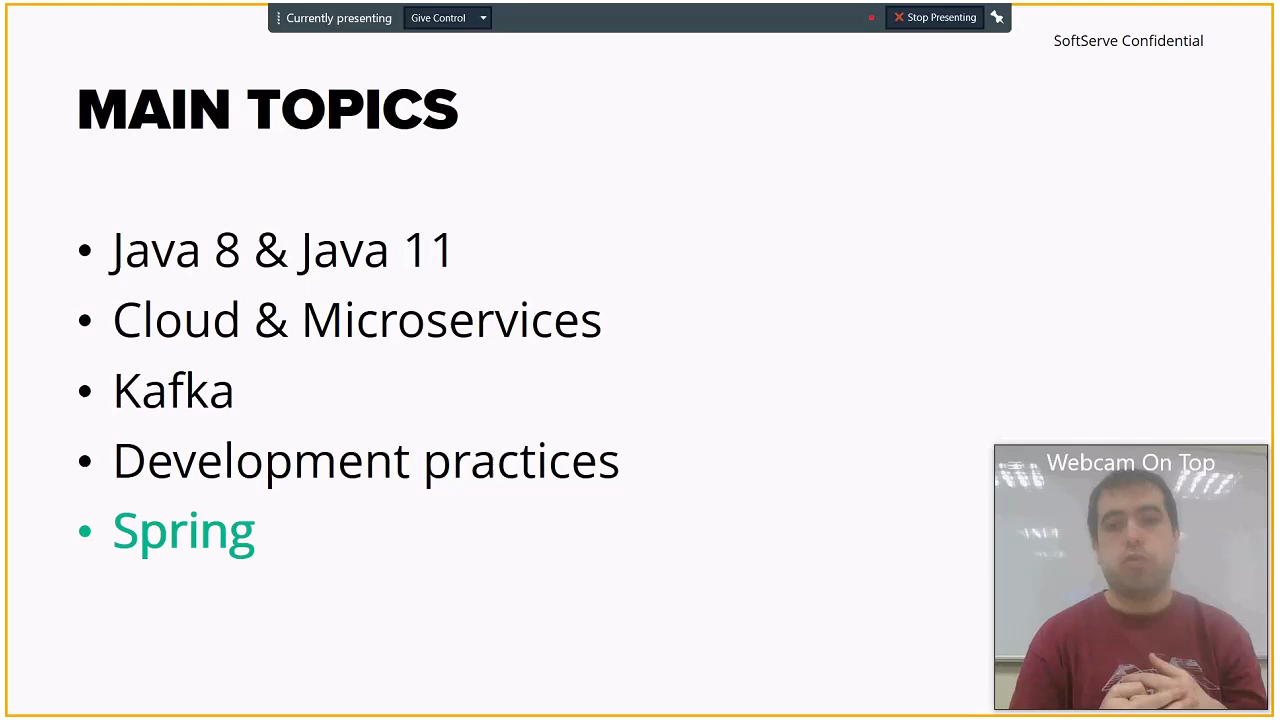 Currently presenting Give Control Stop Presenting
SoftServe Confidential
MAIN TOPICS
• Java 8 & Java 11
• Cloud & Microservices
• Kafka
• Development practices
• Spring
Webcam On Top